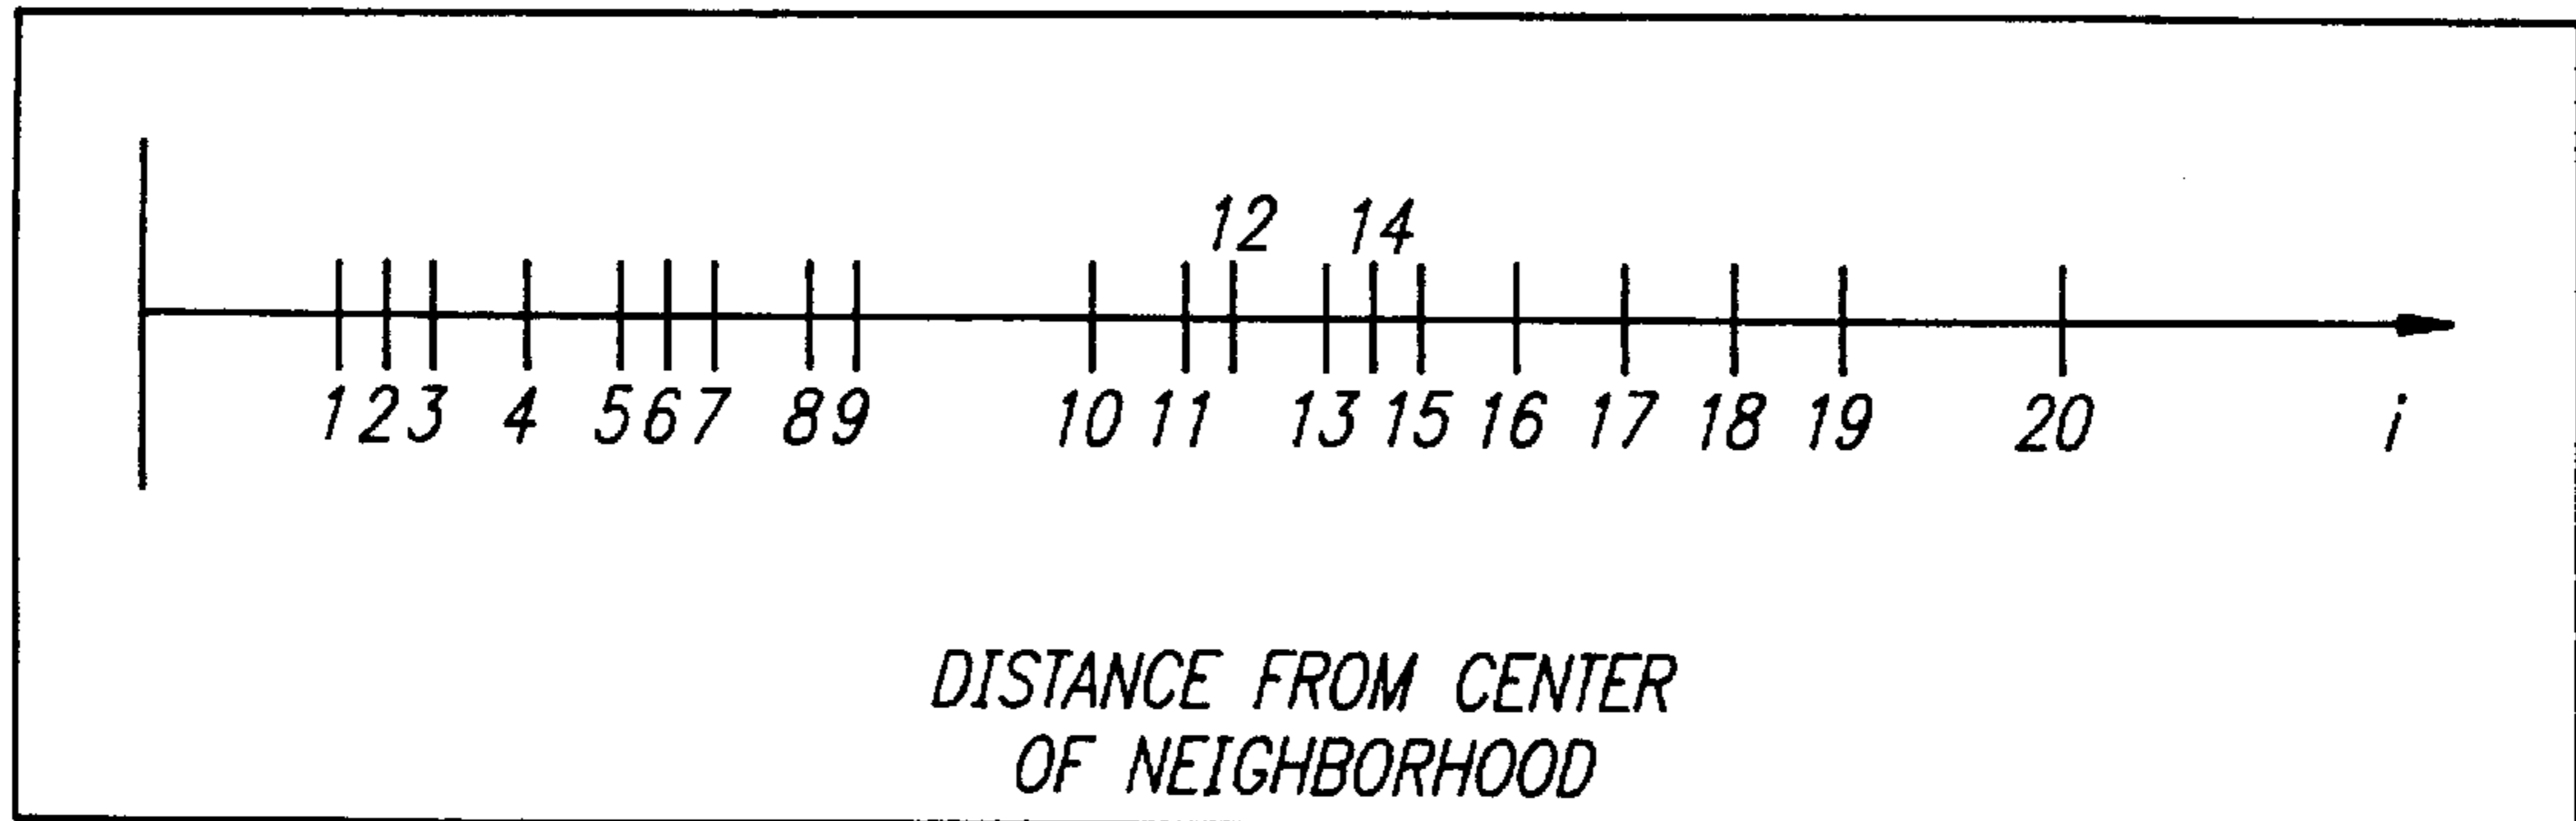 12 14
1 2 3 4 5 6 7 8 9 10 11 13 15 16 17 18 19 20 i
DISTANCE FROM CENTER
OF NEIGHBORHOOD